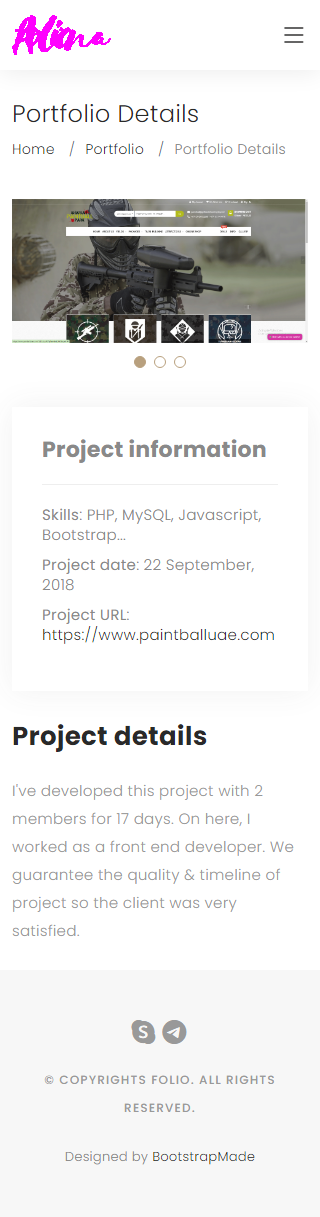 Alina
Portfolio Details
Home / Portfolio / Portfolio Details
Project information
Skills: PHP, MySQL, Javascript,
Bootstrap...
Project date: 22 September,
2018
Project URL:
https://www.paintballuae.com
Project details
I've developed this project with 2
members for 17 days. On here, I
worked as a front end developer. We
guarantee the quality & timeline of
project so the client was very
satisfied.
© COPYRIGHTS FOLIO. ALL RIGHTS
RESERVED.
Designed by BootstrapMade